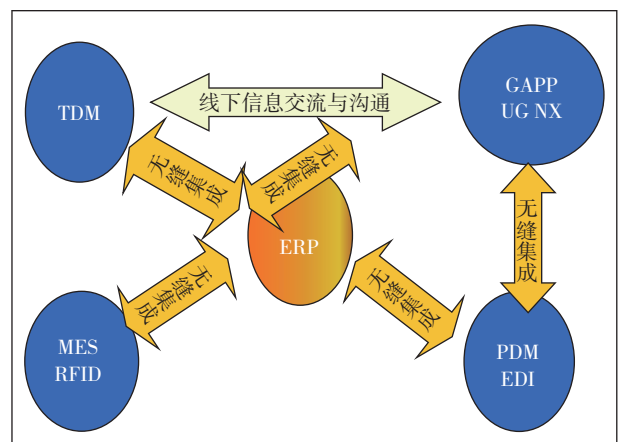 TDM
线下信息交流与沟通
GAPP
UG NX
无缝集成
无缝集成
无缝集成
ERP
无缝集成
无缝集成
MES
RFID
PDM
EDI